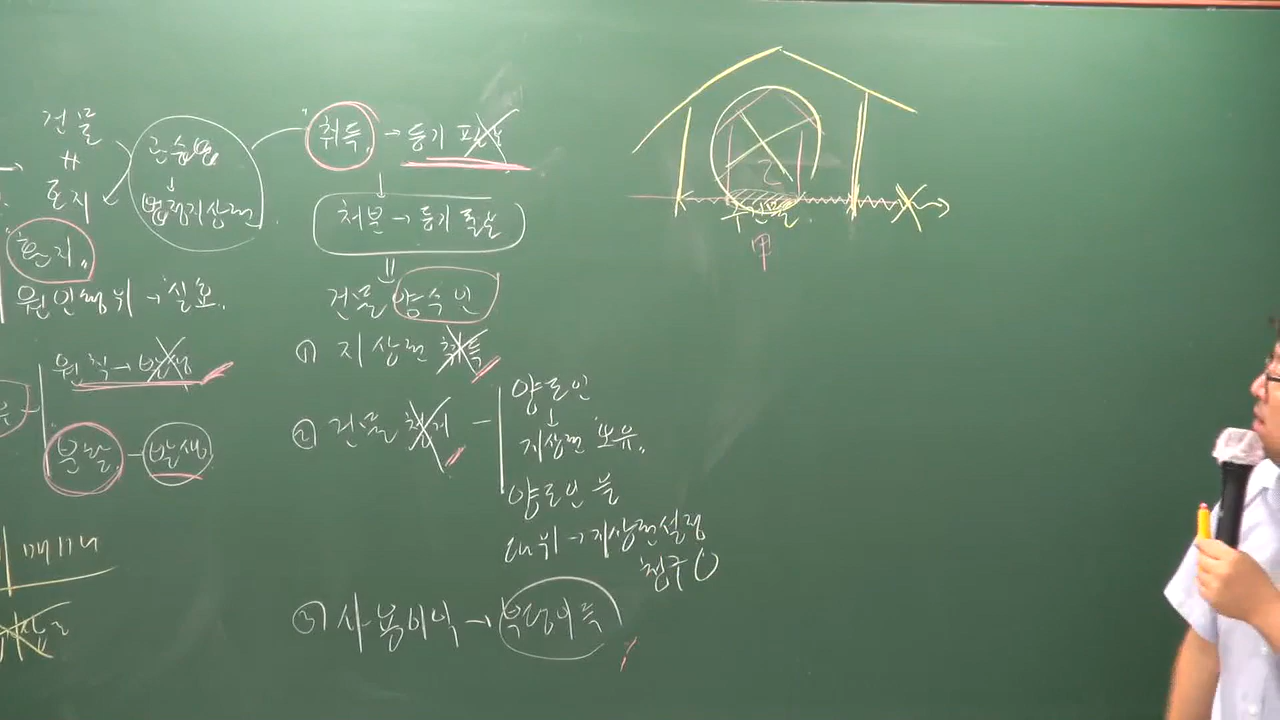 건물
토지
관습법
↓
법정지상권
"환지"
원인행위 → 실효
원칙 → 발생
발생
매매
"취득" → 등기 필요
↓
처분 → 등기 필요
⇓
건물 양수인
① 지상권 취득
② 건물 철거
양도인
↓
지상권 보유.
양도인을
대위 → 지상권설정
청구 O
③ 사용이익 → 부당이득
甲